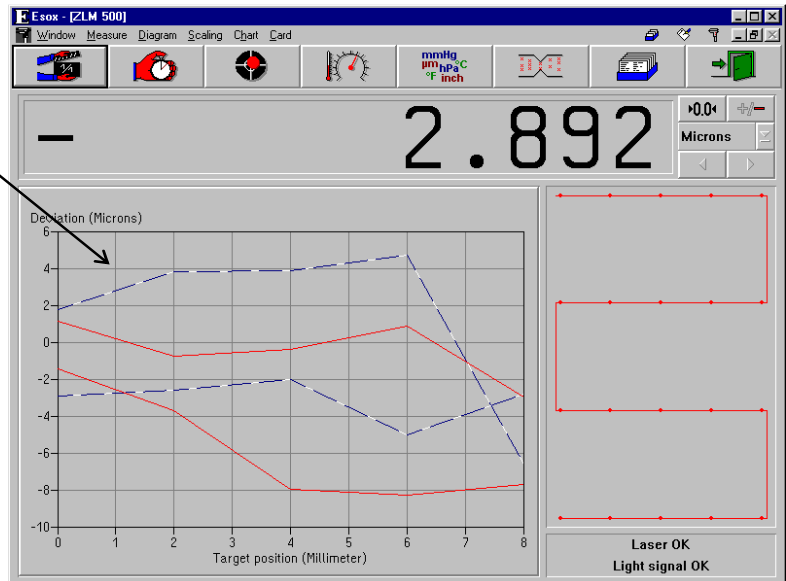 Esox - [ZLM 500]
Window Measure Diagram Scaling Chart Card
mmHg
µm hPa °C
°F inch
- 2.892
0.0 +/-
Microns
Deviation (Microns)
6
4
2
0
-2
-4
-6
-8
-10
0 1 2 3 4 5 6 7 8
Target position (Millimeter)
Laser OK
Light signal OK